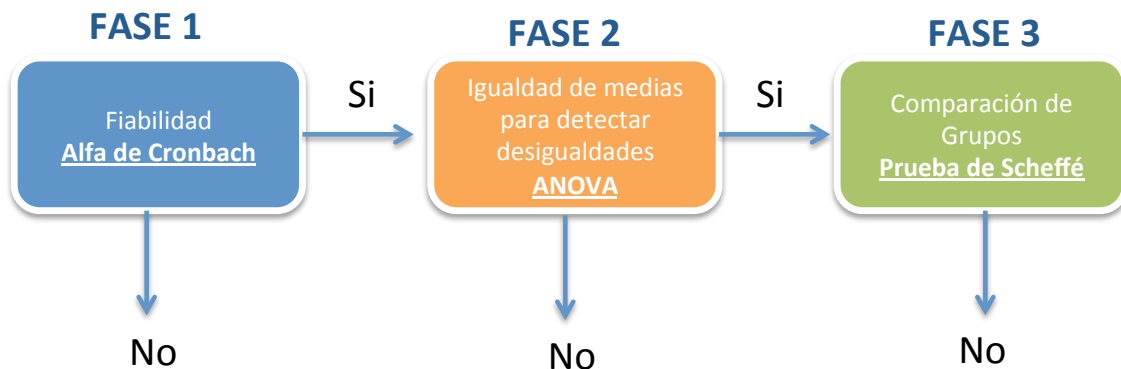 FASE 1
Fiabilidad
Alfa de Cronbach
Si
No
FASE 2
Igualdad de medias
para detectar
desigualdades
ANOVA
Si
No
FASE 3
Comparación de
Grupos
Prueba de Scheffé
No